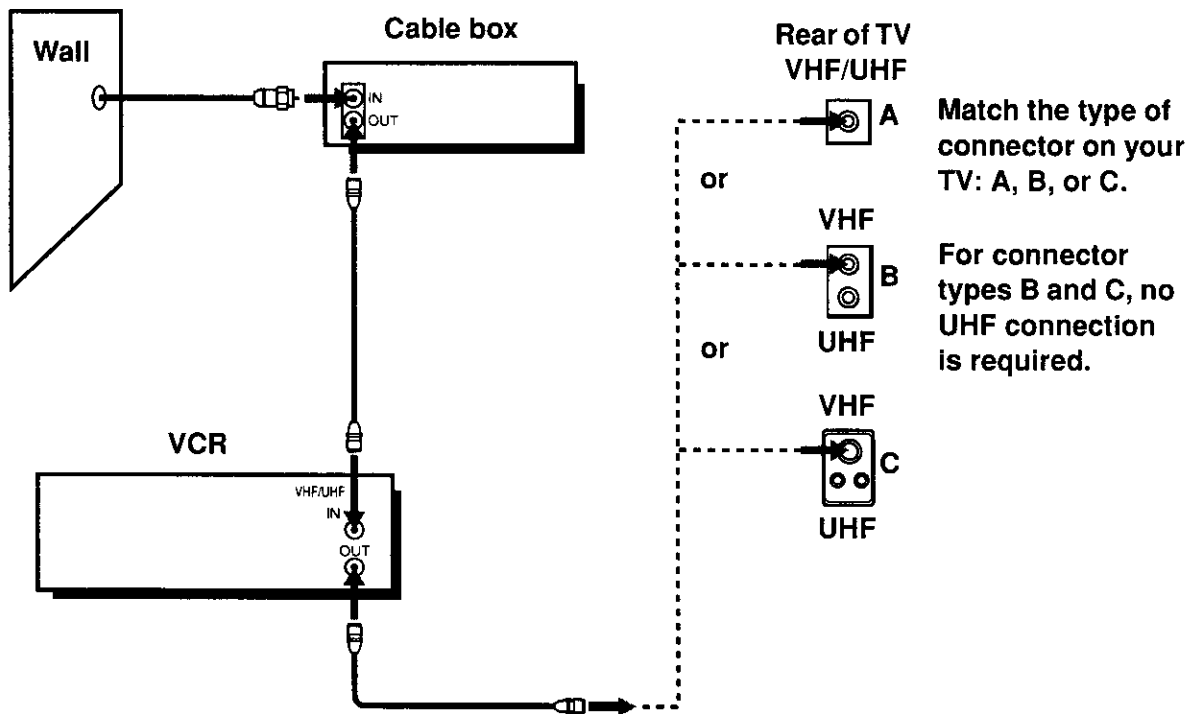 Wall
Cable box
IN
OUT
Rear of TV
VHF/UHF
A
Match the type of
connector on your
TV: A, B, or C.
or
VHF
B
UHF
For connector
types B and C, no
UHF connection
is required.
or
VHF
C
UHF
VCR
VHF/UHF
IN
OUT